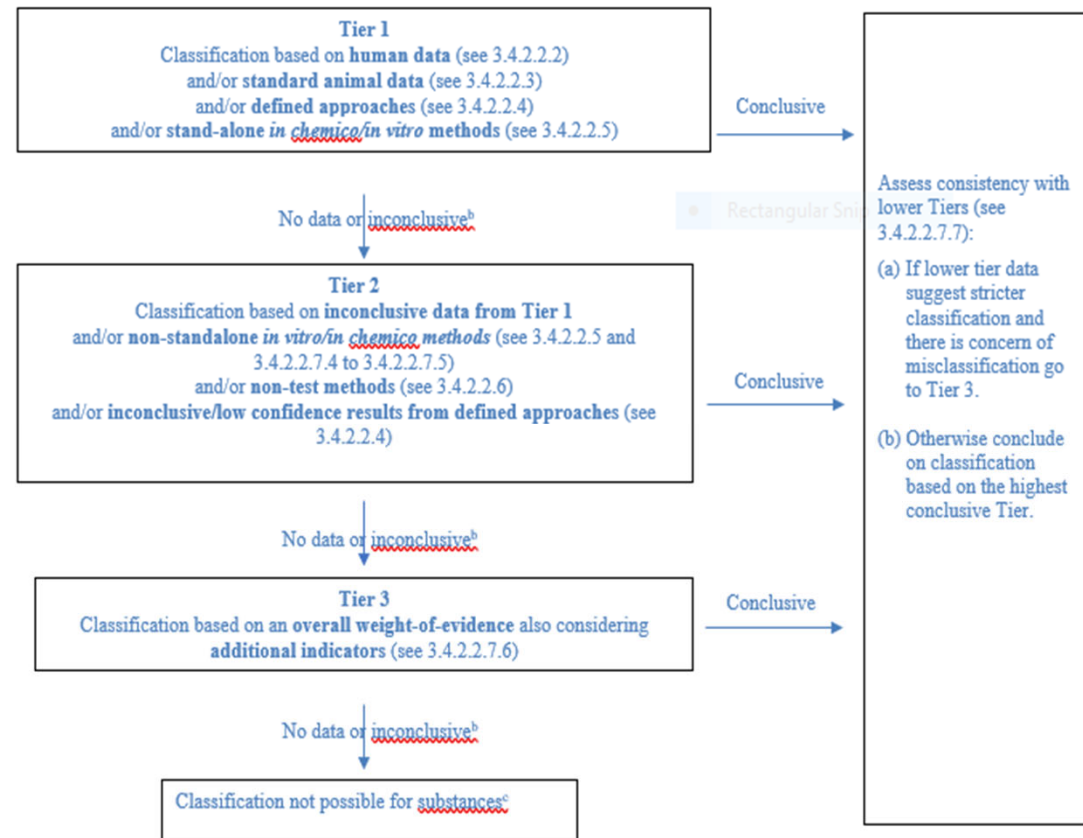 Tier 1
Classification based on human data (see 3.4.2.2.2)
and/or standard animal data (see 3.4.2.2.3)
and/or defined approaches (see 3.4.2.2.4)
and/or stand-alone in chemico/in vitro methods (see 3.4.2.2.5)
Conclusive
No data or inconclusiveᵇ
Rectangular Snip
Tier 2
Classification based on inconclusive data from Tier 1
and/or non-standalone in vitro/in chemico methods (see 3.4.2.2.5 and
3.4.2.2.7.4 to 3.4.2.2.7.5)
and/or non-test methods (see 3.4.2.2.6)
and/or inconclusive/low confidence results from defined approaches (see
3.4.2.2.4)
Conclusive
No data or inconclusiveᵇ
Tier 3
Classification based on an overall weight-of-evidence also considering
additional indicators (see 3.4.2.2.7.6)
Conclusive
No data or inconclusiveᵇ
Classification not possible for substancesᶜ
Assess consistency with
lower Tiers (see
3.4.2.2.7.7):
(a) If lower tier data
suggest stricter
classification and
there is concern of
misclassification go
to Tier 3.
(b) Otherwise conclude
on classification
based on the highest
conclusive Tier.